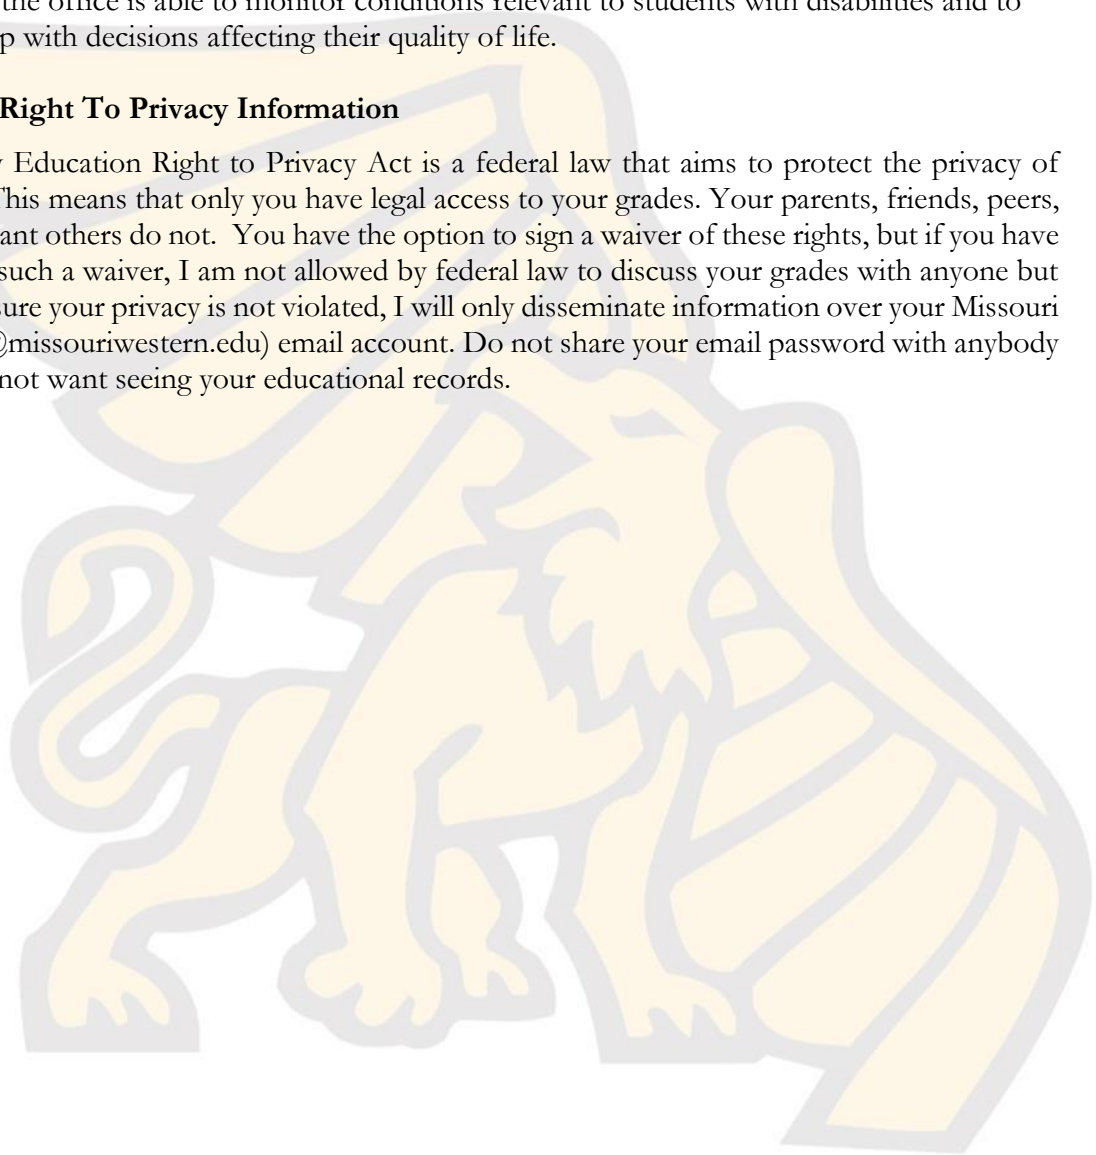 the office is able to monitor conditions relevant to students with disabilities and to
p with decisions affecting their quality of life.
Right To Privacy Information
y Education Right to Privacy Act is a federal law that aims to protect the privacy of
This means that only you have legal access to your grades. Your parents, friends, peers,
ant others do not. You have the option to sign a waiver of these rights, but if you have
such a waiver, I am not allowed by federal law to discuss your grades with anyone but
sure your privacy is not violated, I will only disseminate information over your Missouri
@missouriwestern.edu) email account. Do not share your email password with anybody
not want seeing your educational records.